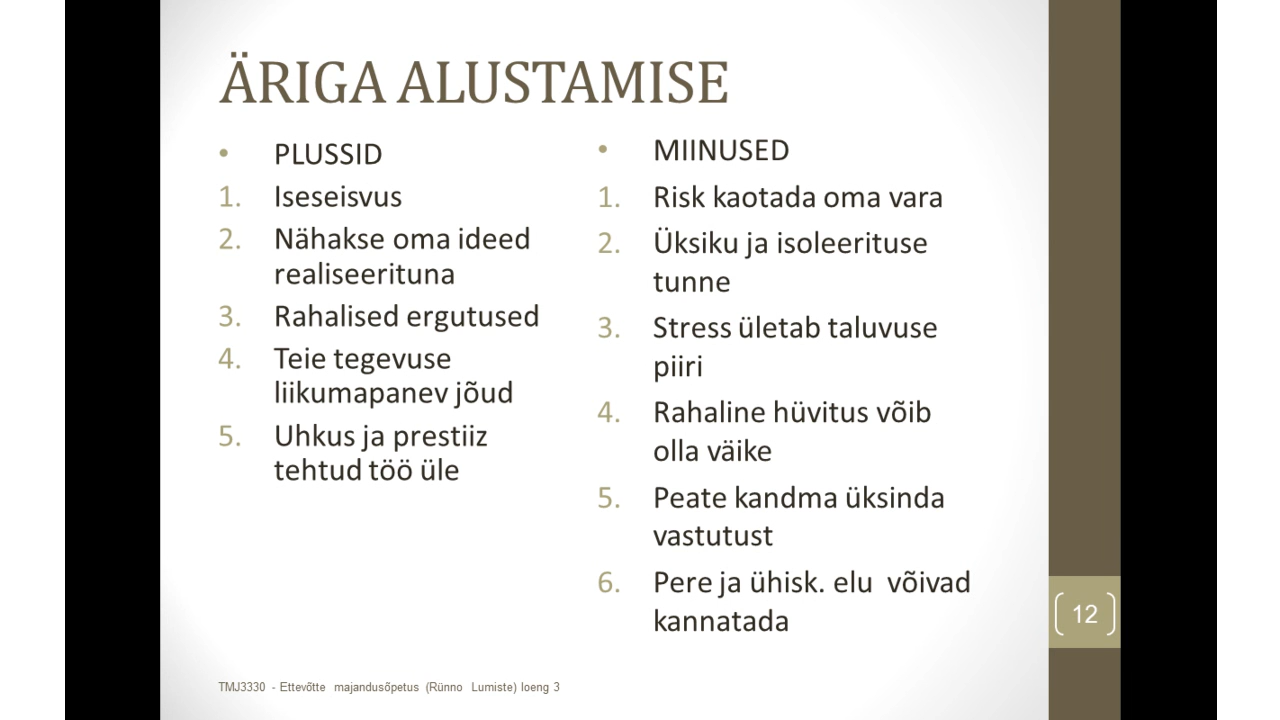 ÄRIGA ALUSTAMISE
• PLUSSID
1. Iseseisvus
2. Nähakse oma ideed
realiseerituna
3. Rahalised ergutused
4. Teie tegevuse
liikumapanev jõud
5. Uhkus ja prestiiz
tehtud töö üle
• MIINUSED
1. Risk kaotada oma vara
2. Üksiku ja isoleerituse
tunne
3. Stress ületab taluvuse
piiri
4. Rahaline hüvitus võib
olla väike
5. Peate kandma üksinda
vastutust
6. Pere ja ühisk. elu võivad
kannatada
12
TMJ3330 - Ettevõtte majandusõpetus (Rünno Lumiste) loeng 3